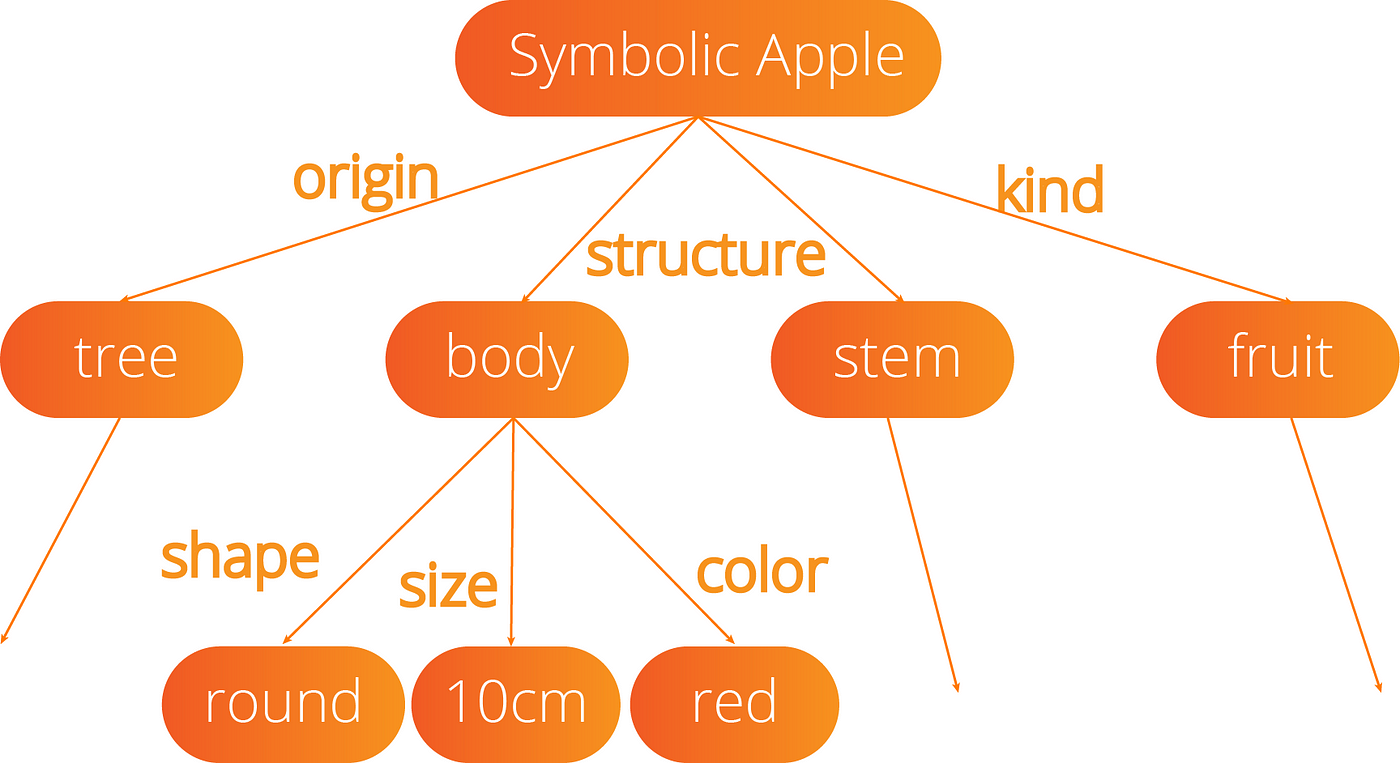 Symbolic Apple
origin
kind
structure
tree
body
stem
fruit
shape
size
color
round
10cm
red